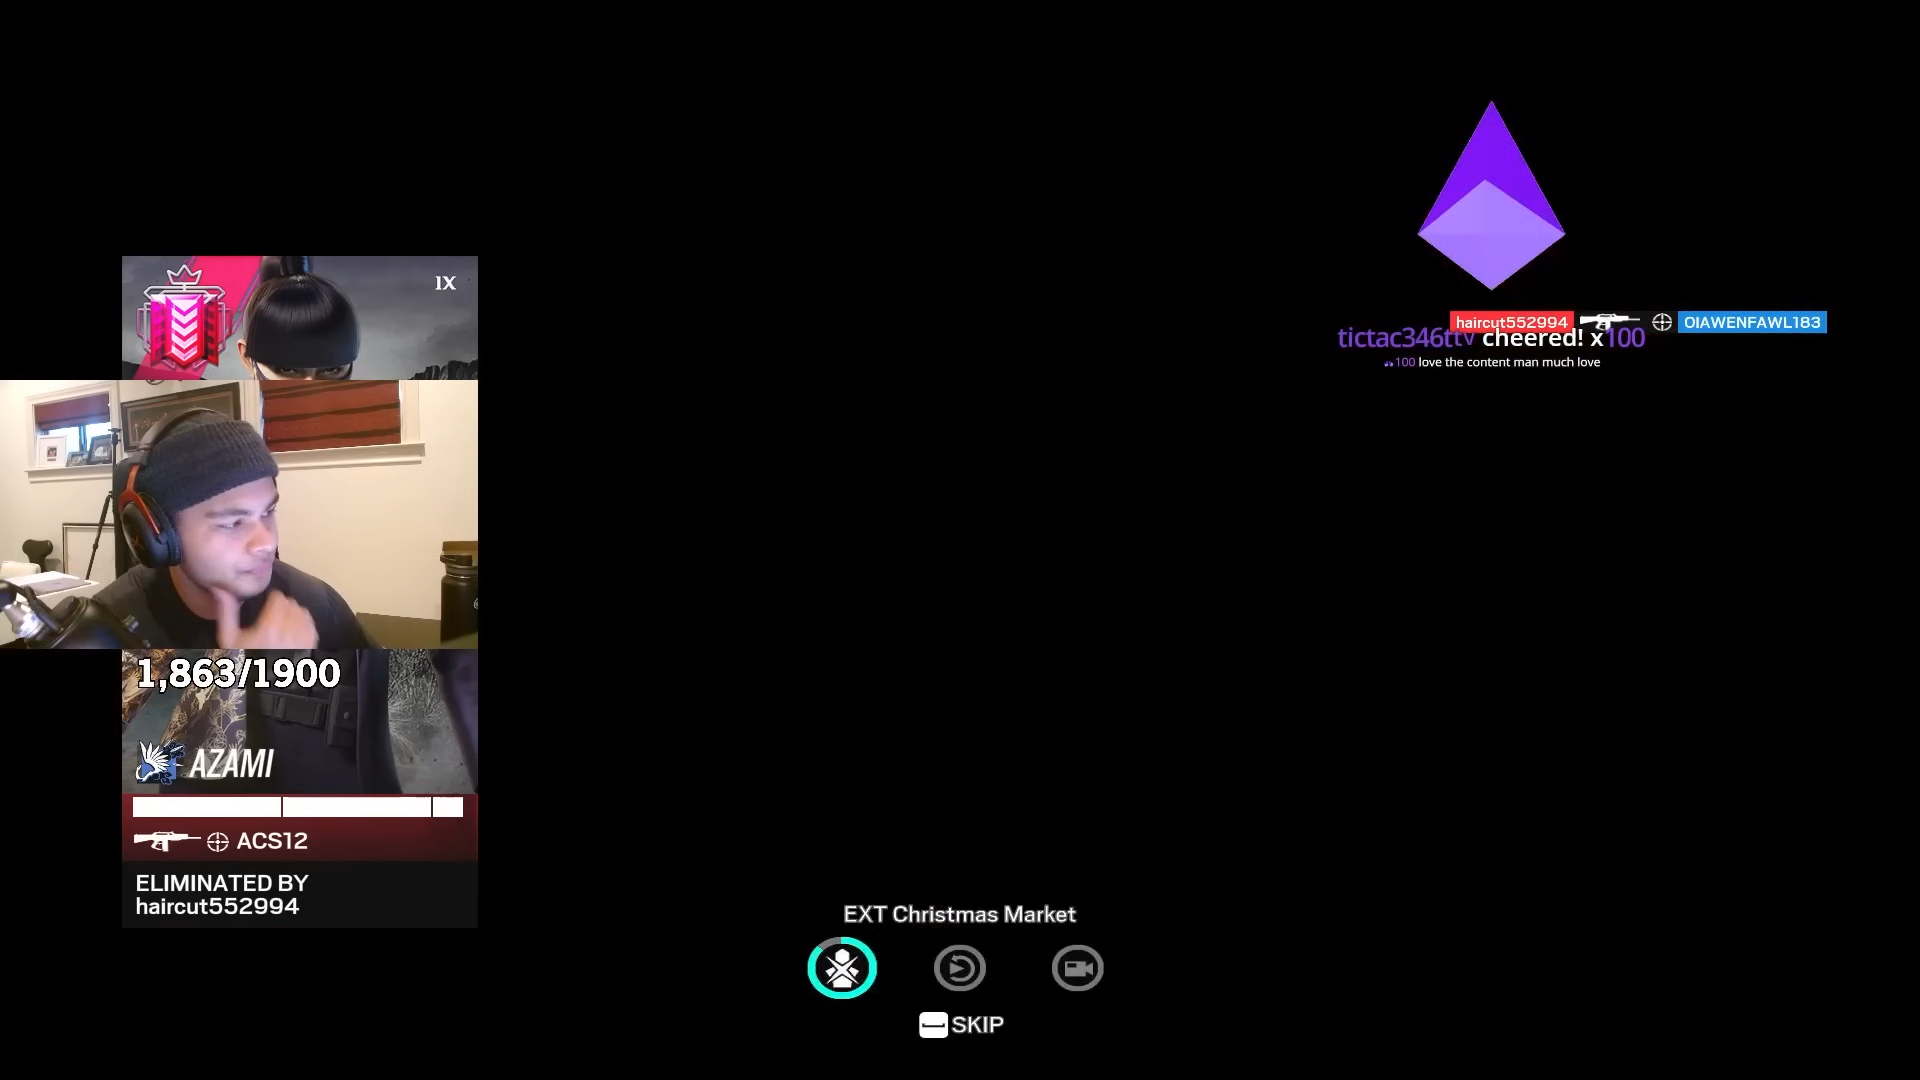 IX
haircut552994 OIAWENFAWL183
tictac346ttv cheered! x100
100 love the content man much love
1,863/1900
AZAMI
ACS12
ELIMINATED BY
haircut552994
EXT Christmas Market
SKIP